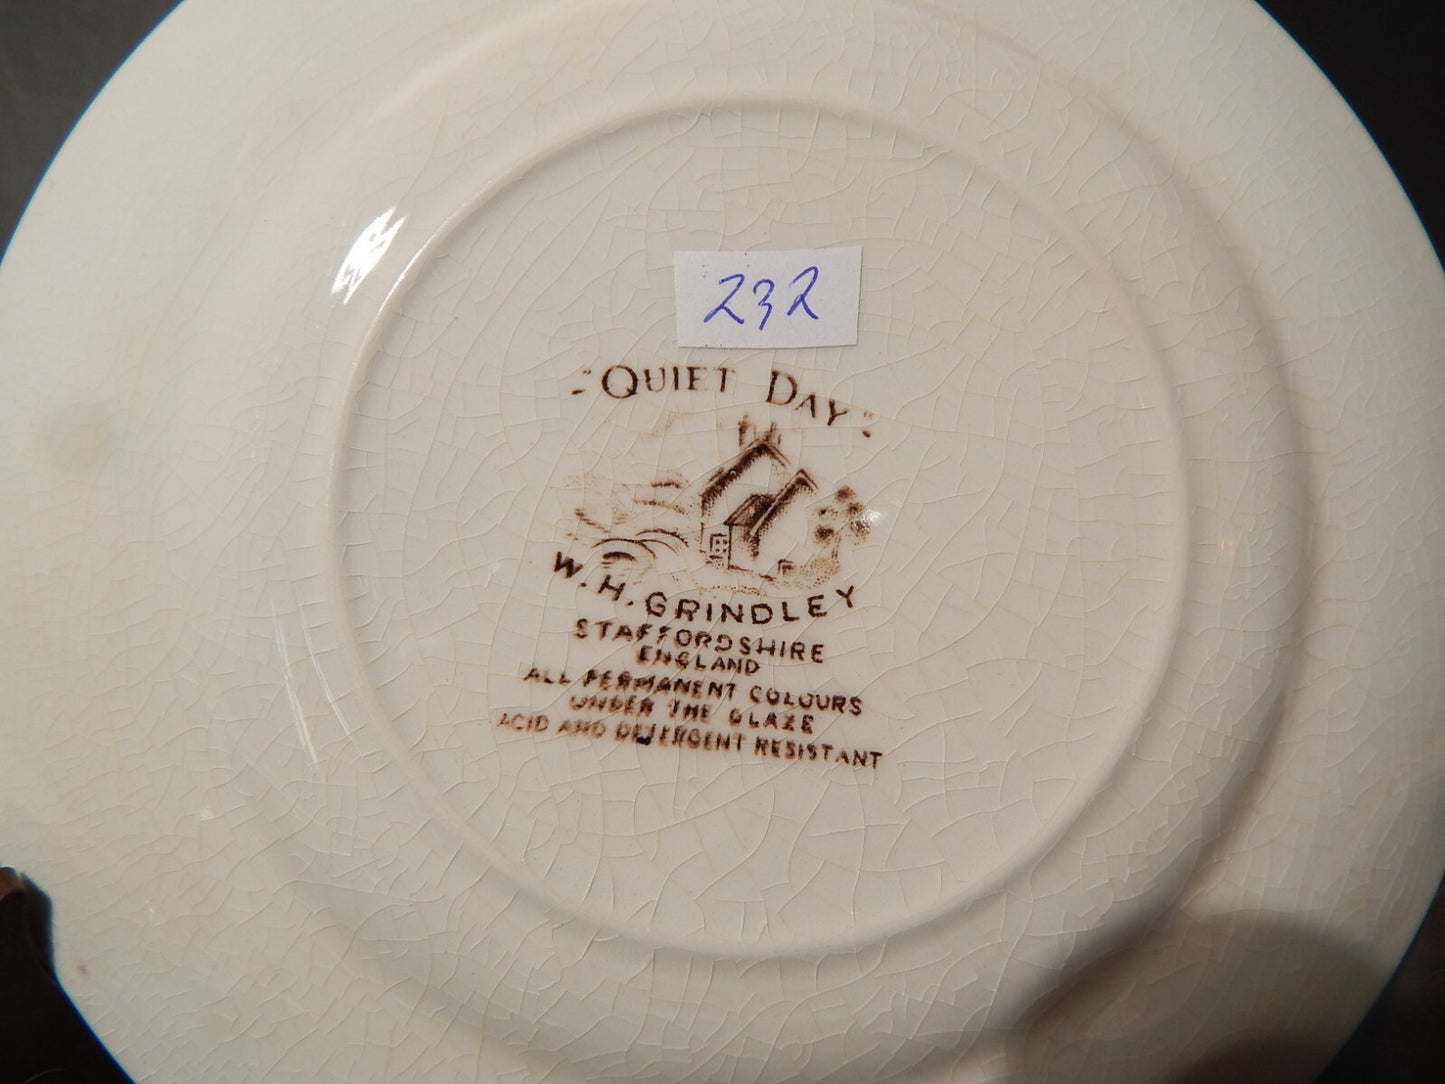 232
"QUIET DAY"
W. H. GRINDLEY
STAFFORDSHIRE
ENGLAND
ALL PERMANENT COLOURS
UNDER THE GLAZE
ACID AND DETERGENT RESISTANT